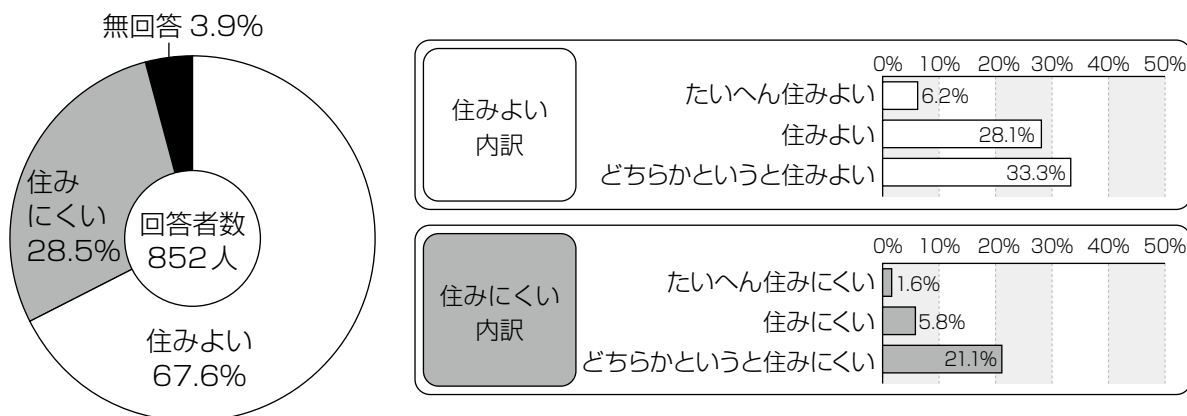 無回答 3.9%
住み
にくい
28.5%
回答者数
852人
住みよい
67.6%
住みよい
内訳
0% 10% 20% 30% 40% 50%
たいへん住みよい 6.2%
住みよい 28.1%
どちらかというと住みよい 33.3%
住みにくい
内訳
0% 10% 20% 30% 40% 50%
たいへん住みにくい 1.6%
住みにくい 5.8%
どちらかというと住みにくい 21.1%